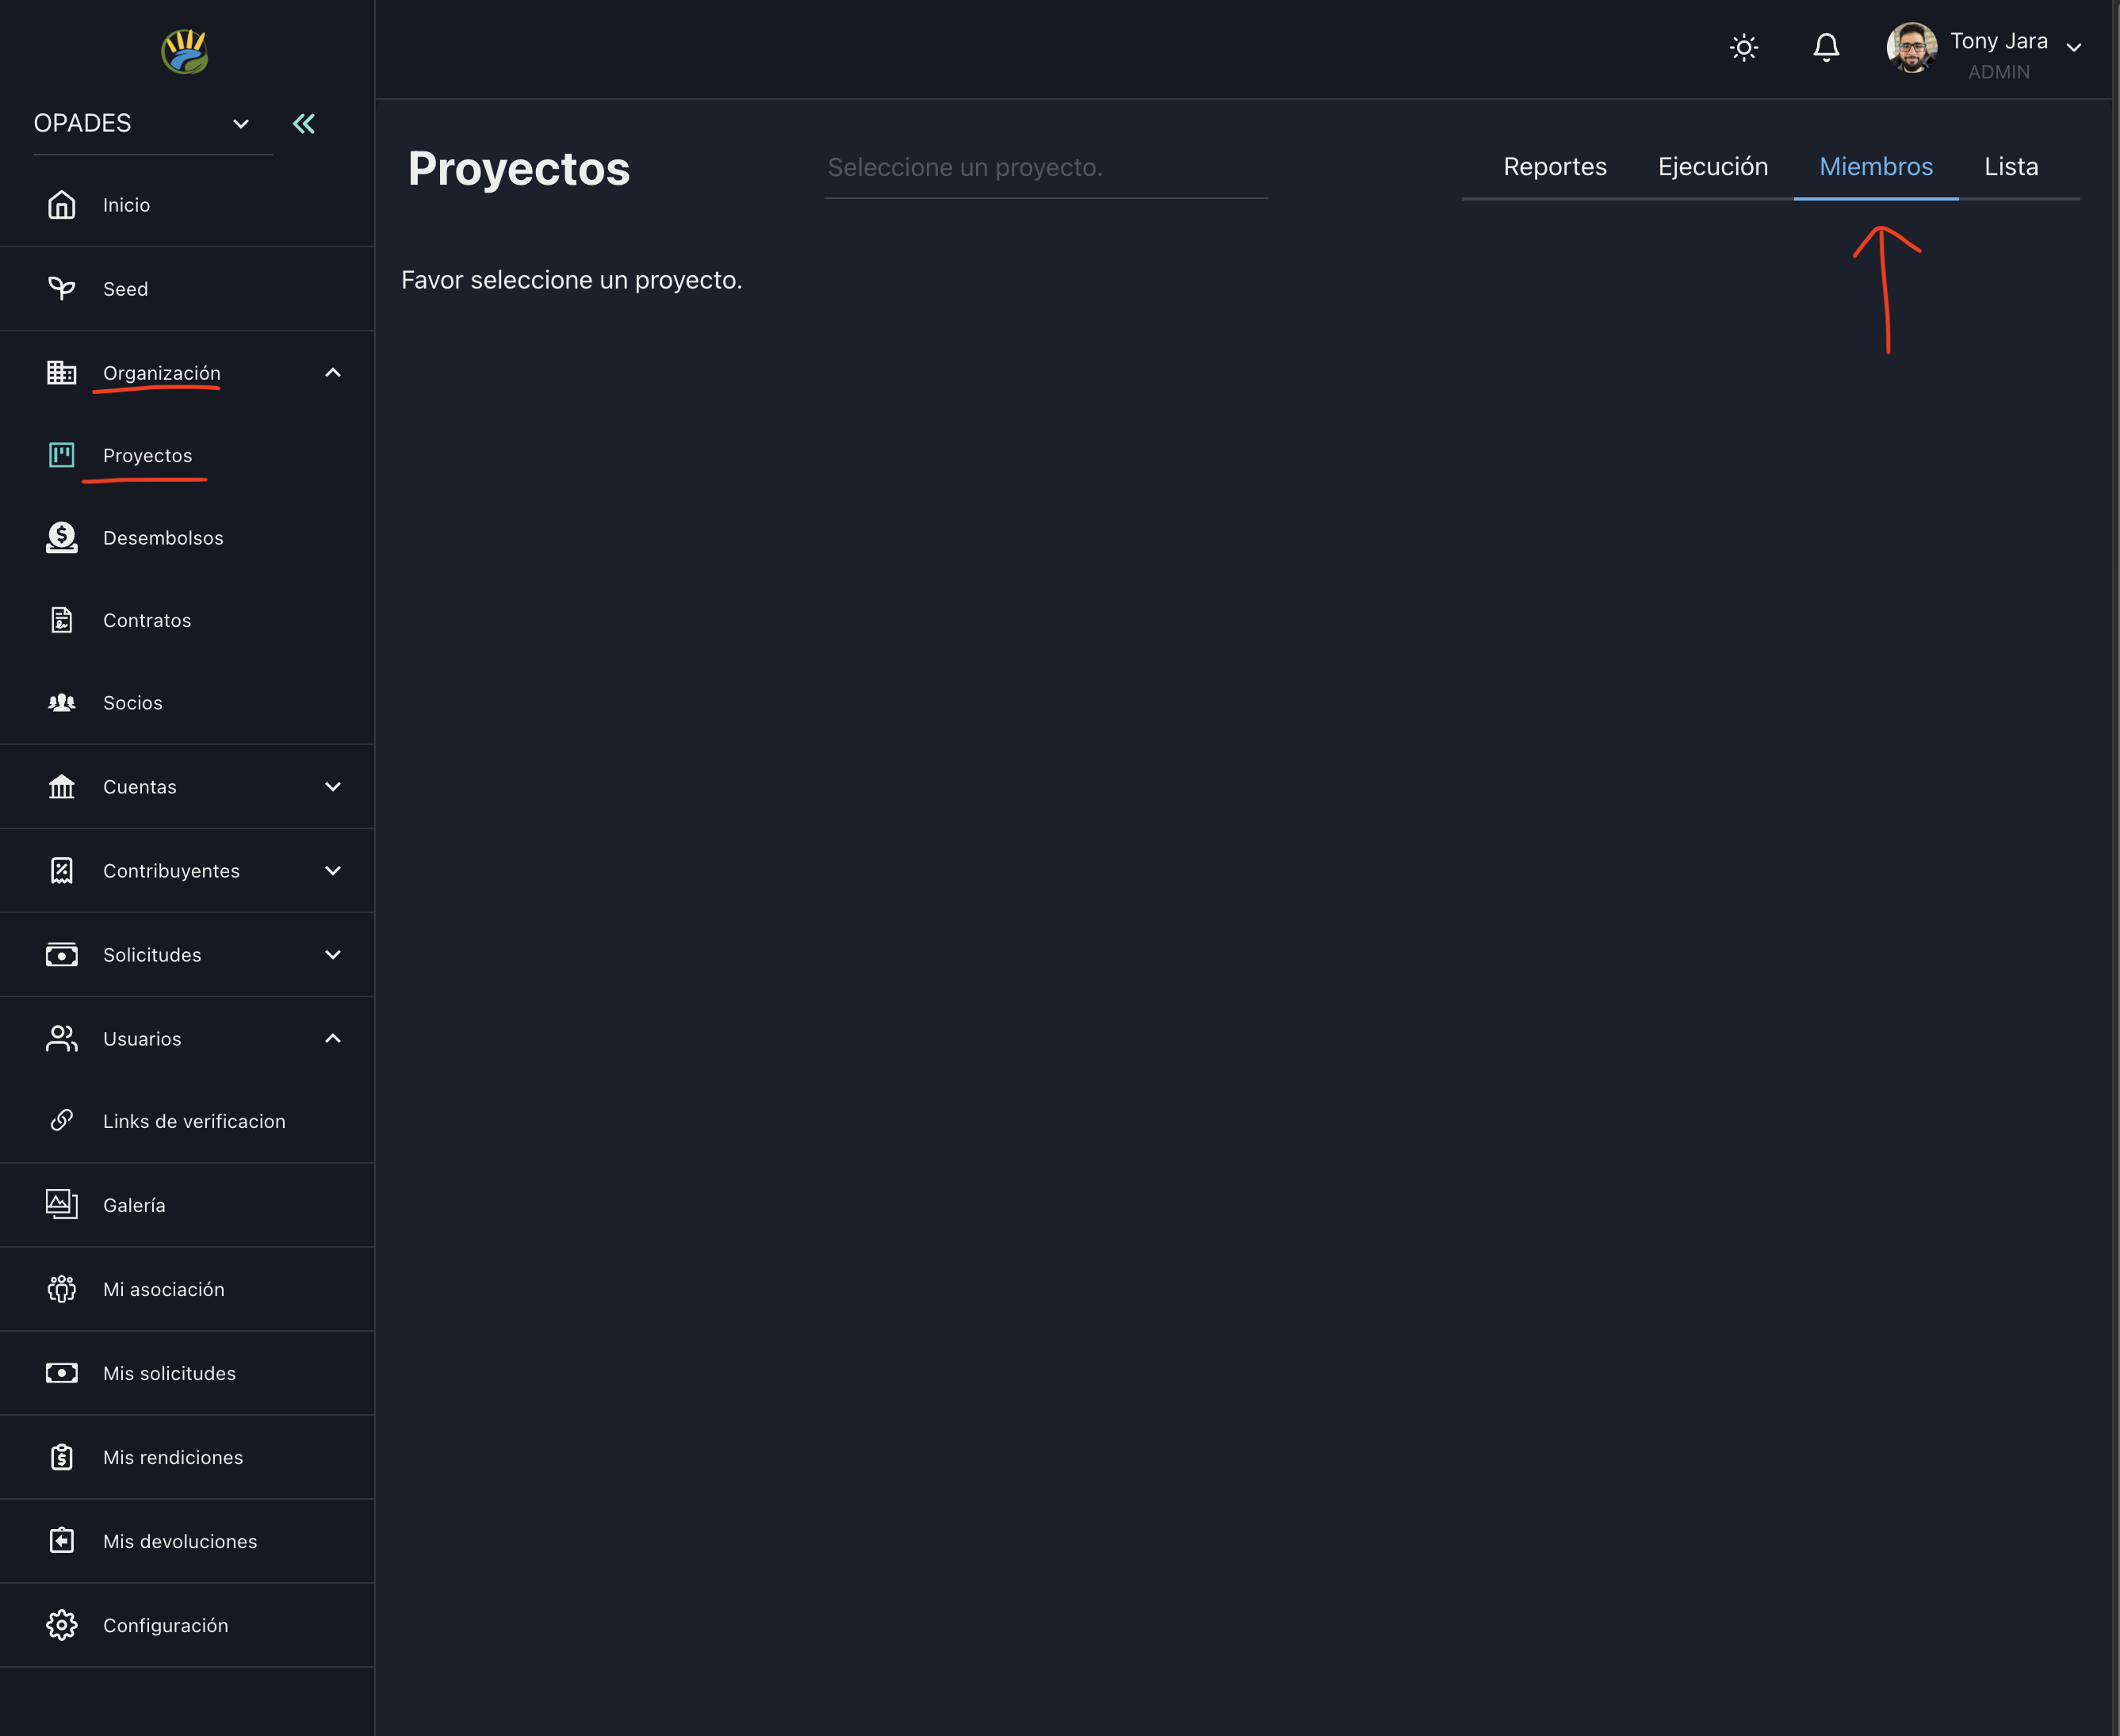 Tony Jara
ADMIN
OPADES
Inicio
Seed
Organización
Proyectos
Desembolsos
Contratos
Socios
Cuentas
Contribuyentes
Solicitudes
Usuarios
Links de verificacion
Galería
Mi asociación
Mis solicitudes
Mis rendiciones
Mis devoluciones
Configuración
Proyectos
Seleccione un proyecto.
Reportes Ejecución Miembros Lista
Favor seleccione un proyecto.